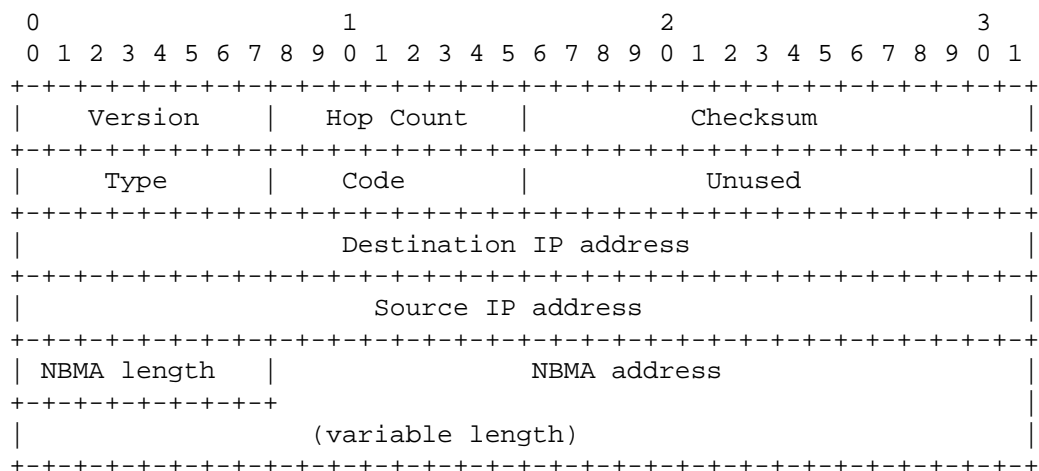 0                   1                   2                   3
 0 1 2 3 4 5 6 7 8 9 0 1 2 3 4 5 6 7 8 9 0 1 2 3 4 5 6 7 8 9 0 1
+-+-+-+-+-+-+-+-+-+-+-+-+-+-+-+-+-+-+-+-+-+-+-+-+-+-+-+-+-+-+-+-+
|    Version    |   Hop Count   |          Checksum             |
+-+-+-+-+-+-+-+-+-+-+-+-+-+-+-+-+-+-+-+-+-+-+-+-+-+-+-+-+-+-+-+-+
|     Type      |    Code       |           Unused              |
+-+-+-+-+-+-+-+-+-+-+-+-+-+-+-+-+-+-+-+-+-+-+-+-+-+-+-+-+-+-+-+-+
|                    Destination IP address                     |
+-+-+-+-+-+-+-+-+-+-+-+-+-+-+-+-+-+-+-+-+-+-+-+-+-+-+-+-+-+-+-+-+
|                      Source IP address                        |
+-+-+-+-+-+-+-+-+-+-+-+-+-+-+-+-+-+-+-+-+-+-+-+-+-+-+-+-+-+-+-+-+
| NBMA length   |                NBMA address                   |
+-+-+-+-+-+-+-+-+                                               |
|                  (variable length)                            |
+-+-+-+-+-+-+-+-+-+-+-+-+-+-+-+-+-+-+-+-+-+-+-+-+-+-+-+-+-+-+-+-+